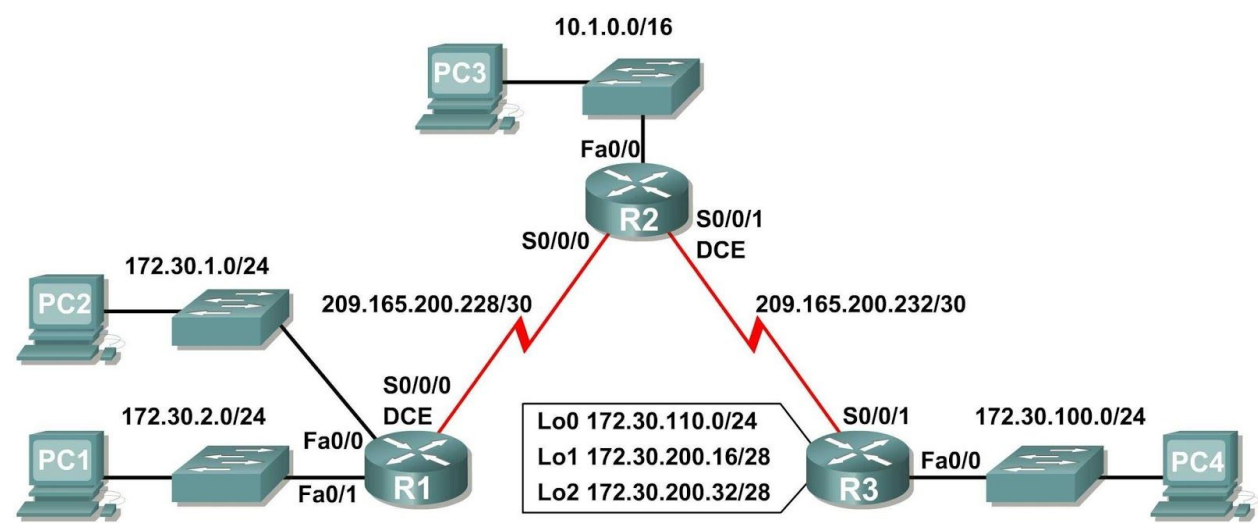 10.1.0.0/16
PC3
Fa0/0
R2
S0/0/0
S0/0/1
DCE
172.30.1.0/24
PC2
209.165.200.228/30
209.165.200.232/30
S0/0/0
DCE
172.30.2.0/24
Fa0/0
PC1
Fa0/1
R1
Lo0 172.30.110.0/24
Lo1 172.30.200.16/28
Lo2 172.30.200.32/28
S0/0/1
172.30.100.0/24
Fa0/0
R3
PC4